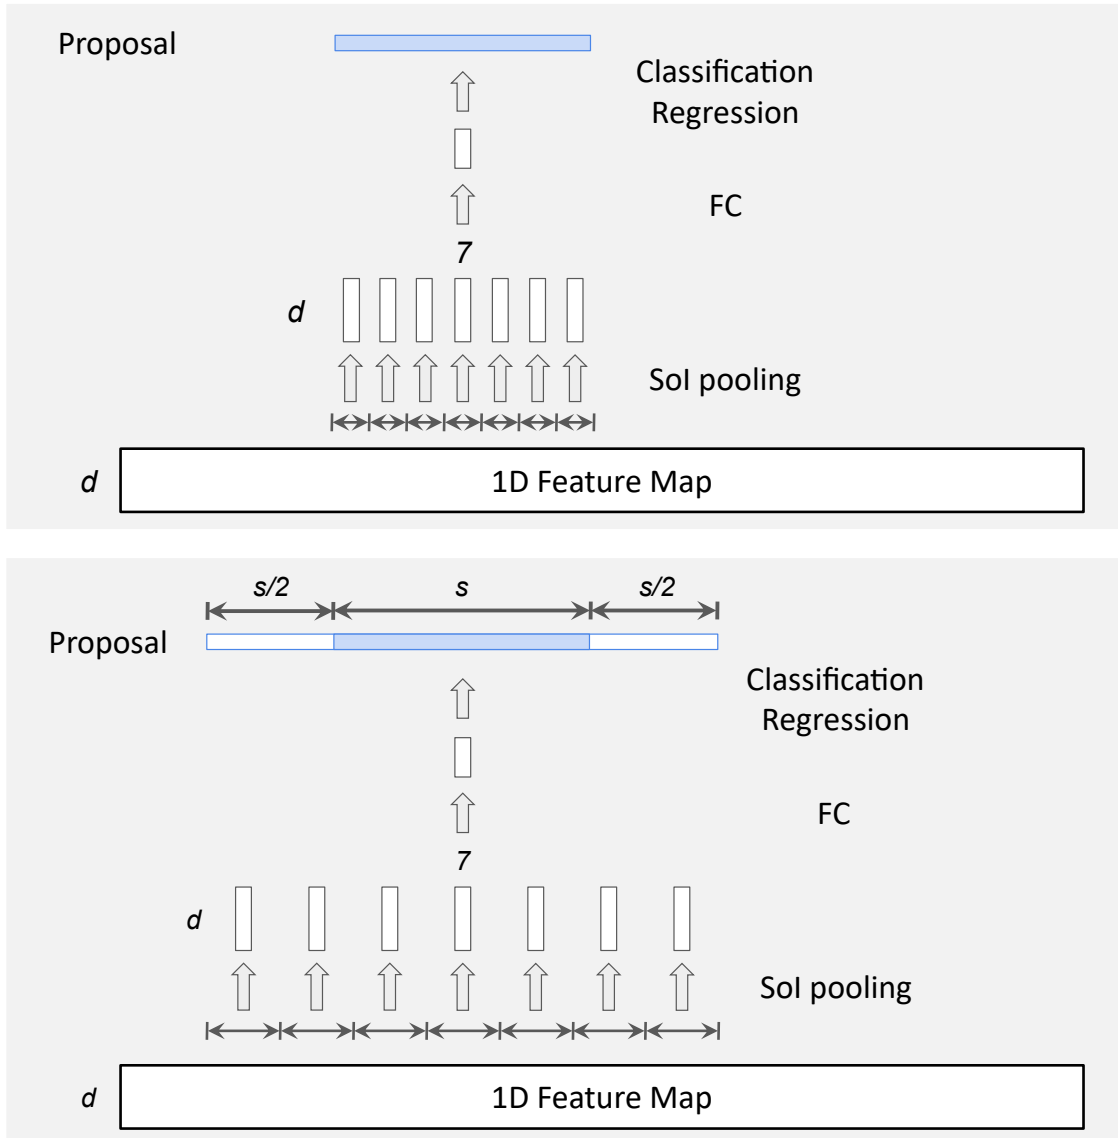 Proposal
Classification
Regression
FC
7
d
SoI pooling
d
1D Feature Map
s/2
s
s/2
Proposal
Classification
Regression
FC
7
d
SoI pooling
d
1D Feature Map